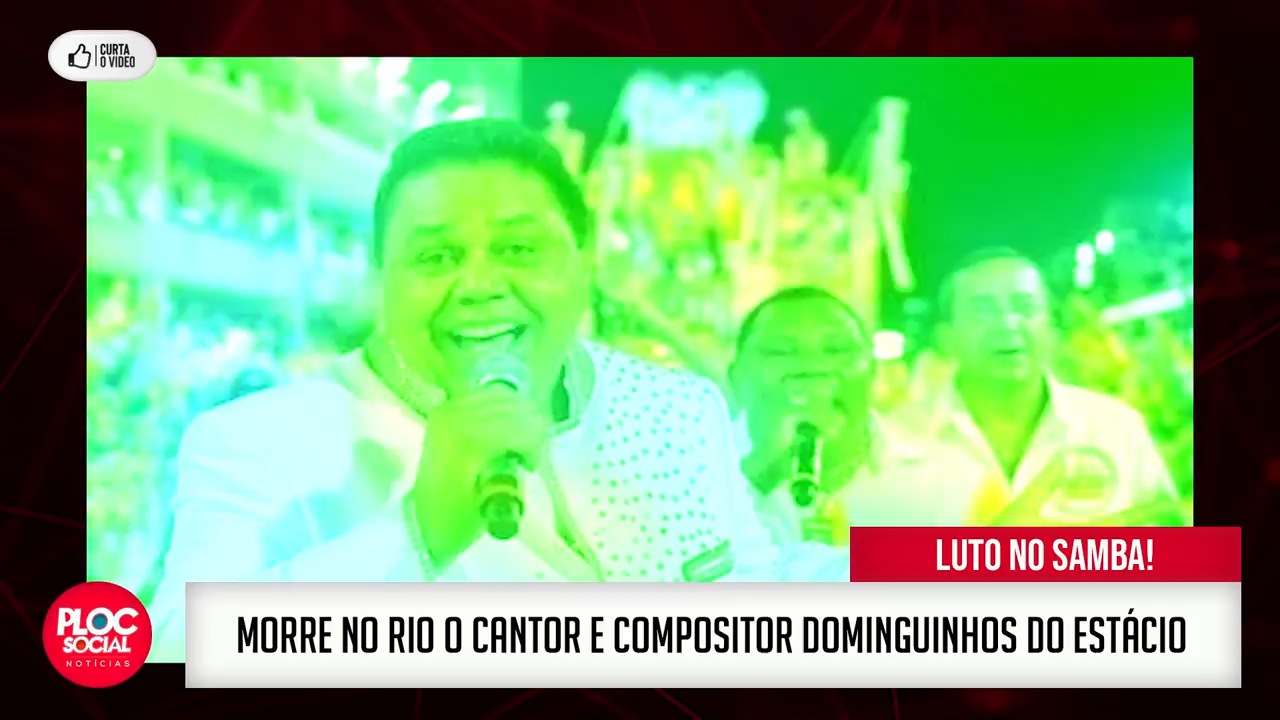 CURTA
O VIDEO
LUTO NO SAMBA!
PLOC
SOCIAL
NOTÍCIAS
MORRE NO RIO O CANTOR E COMPOSITOR DOMINGUINHOS DO ESTÁCIO